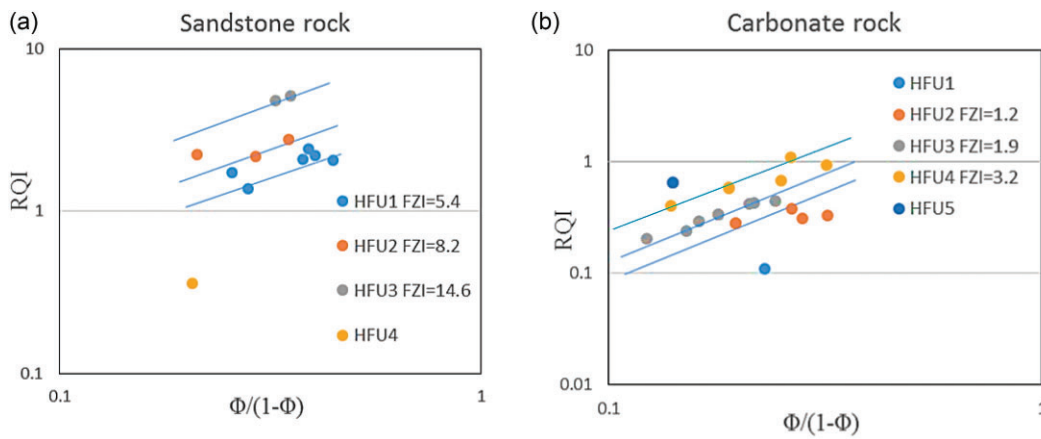 (a)
Sandstone rock
10
1
0.1
RQI
HFU1 FZI=5.4
HFU2 FZI=8.2
HFU3 FZI=14.6
HFU4
0.1
1
Φ/(1-Φ)
(b)
Carbonate rock
10
1
0.1
0.01
RQI
HFU1
HFU2 FZI=1.2
HFU3 FZI=1.9
HFU4 FZI=3.2
HFU5
0.1
1
Φ/(1-Φ)